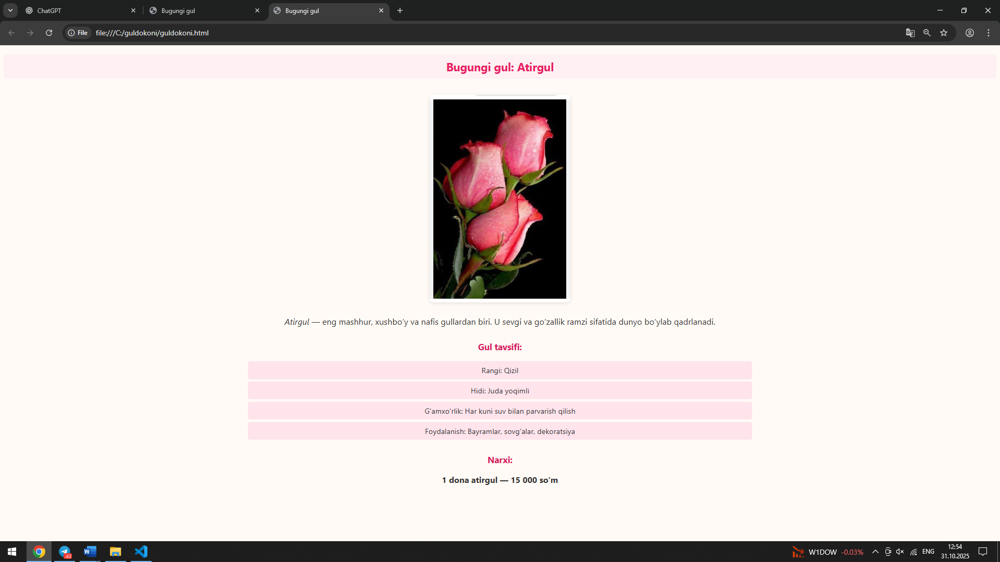 ChatGPT
Bugungi gul
Bugungi gul
File
file:///C:/guldokoni/guldokoni.html
Bugungi gul: Atirgul
Atirgul — eng mashhur, xushbo‘y va nafis gullardan biri. U sevgi va go‘zallik ramzi sifatida dunyo bo‘ylab qadrlanadi.
Gul tavsifi:
Rangi: Qizil
Hidi: Juda yoqimli
G‘amxo‘rlik: Har kuni suv bilan parvarish qilish
Foydalanish: Bayramlar, sovg‘alar, dekoratsiya
Narxi:
1 dona atirgul — 15 000 so‘m
42
W
W1DOW -0.03%
ENG
12:54
31.10.2025